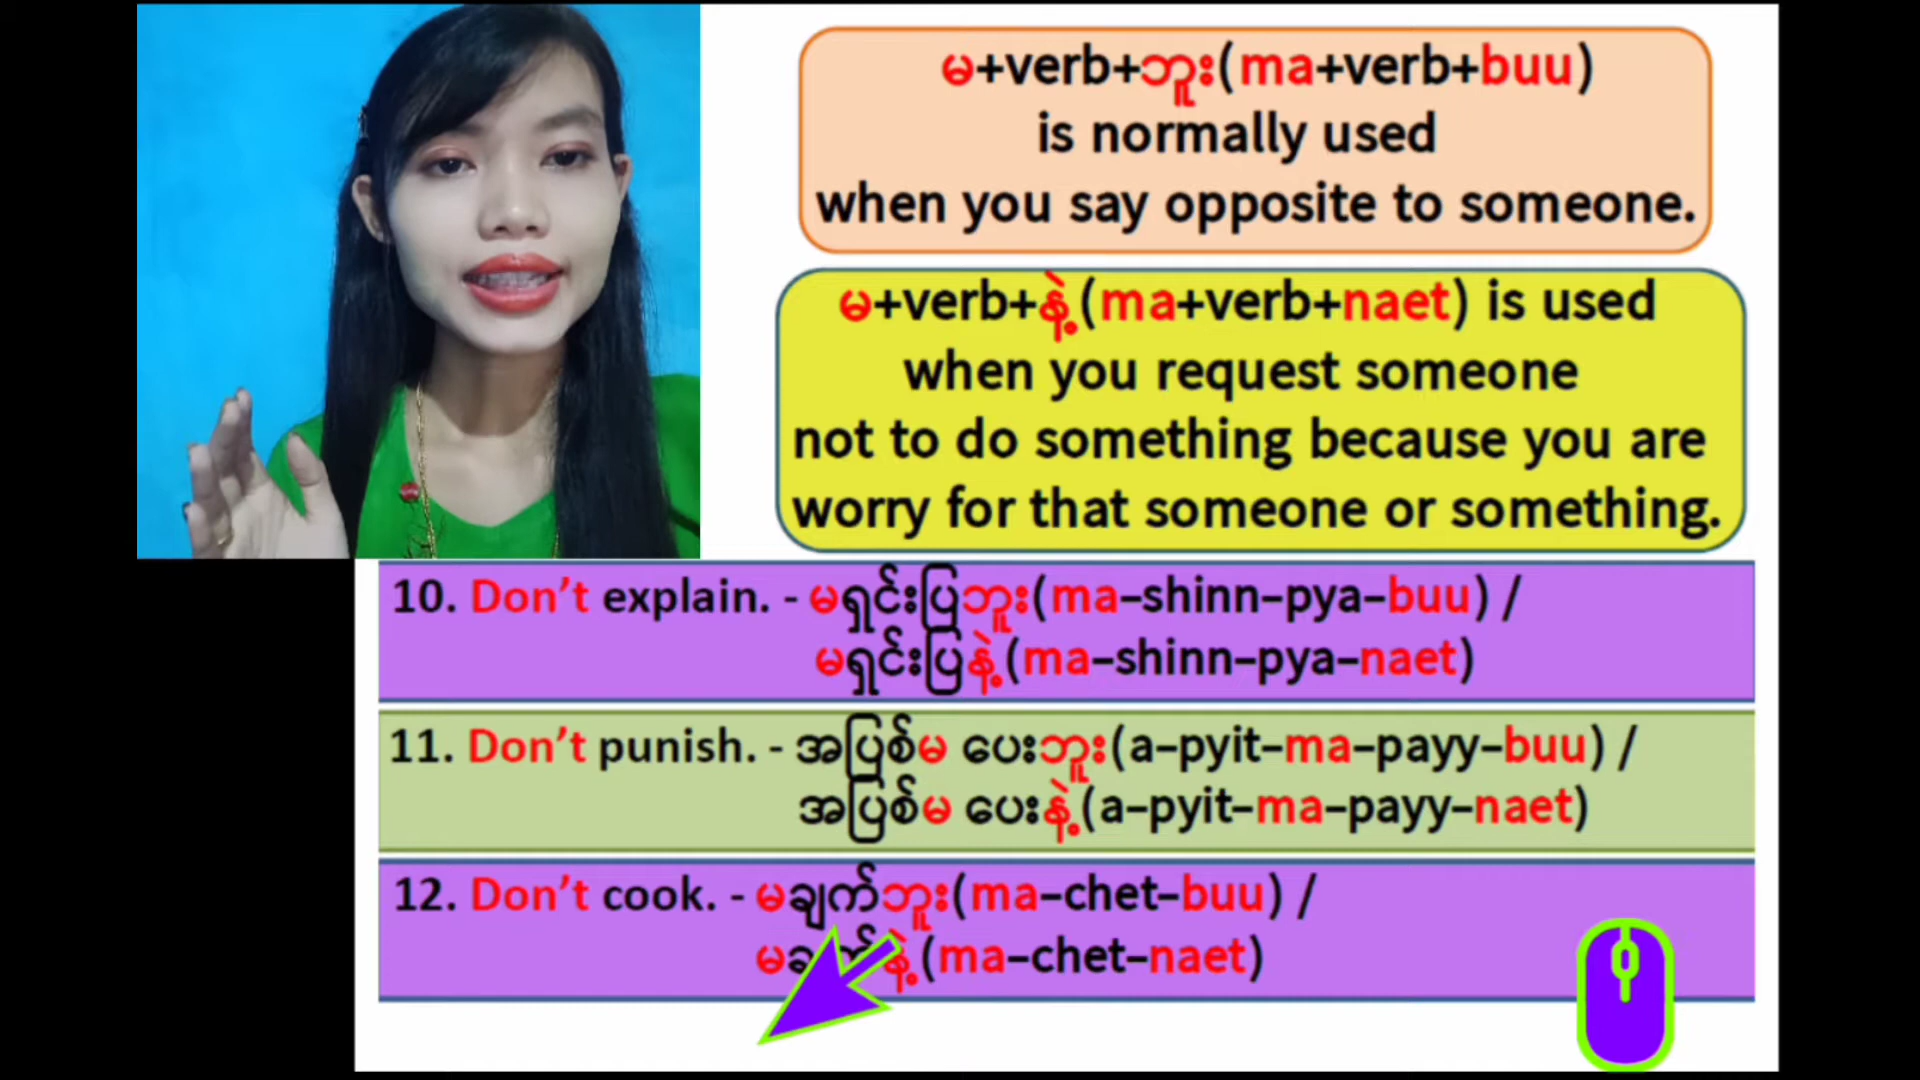 မ+verb+ဘူး(ma+verb+buu)
is normally used
when you say opposite to someone.
မ+verb+နဲ့(ma+verb+naet) is used
when you request someone
not to do something because you are
worry for that someone or something.
10. Don’t explain. - မရှင်းပြဘူး(ma–shinn–pya–buu) /
မရှင်းပြနဲ့(ma–shinn–pya–naet)
11. Don’t punish. - အပြစ်မ ပေးဘူး(a–pyit–ma–payy–buu) /
အပြစ်မ ပေးနဲ့(a–pyit–ma–payy–naet)
12. Don’t cook. - မချက်ဘူး(ma–chet–buu) /
(ma–chet–naet)